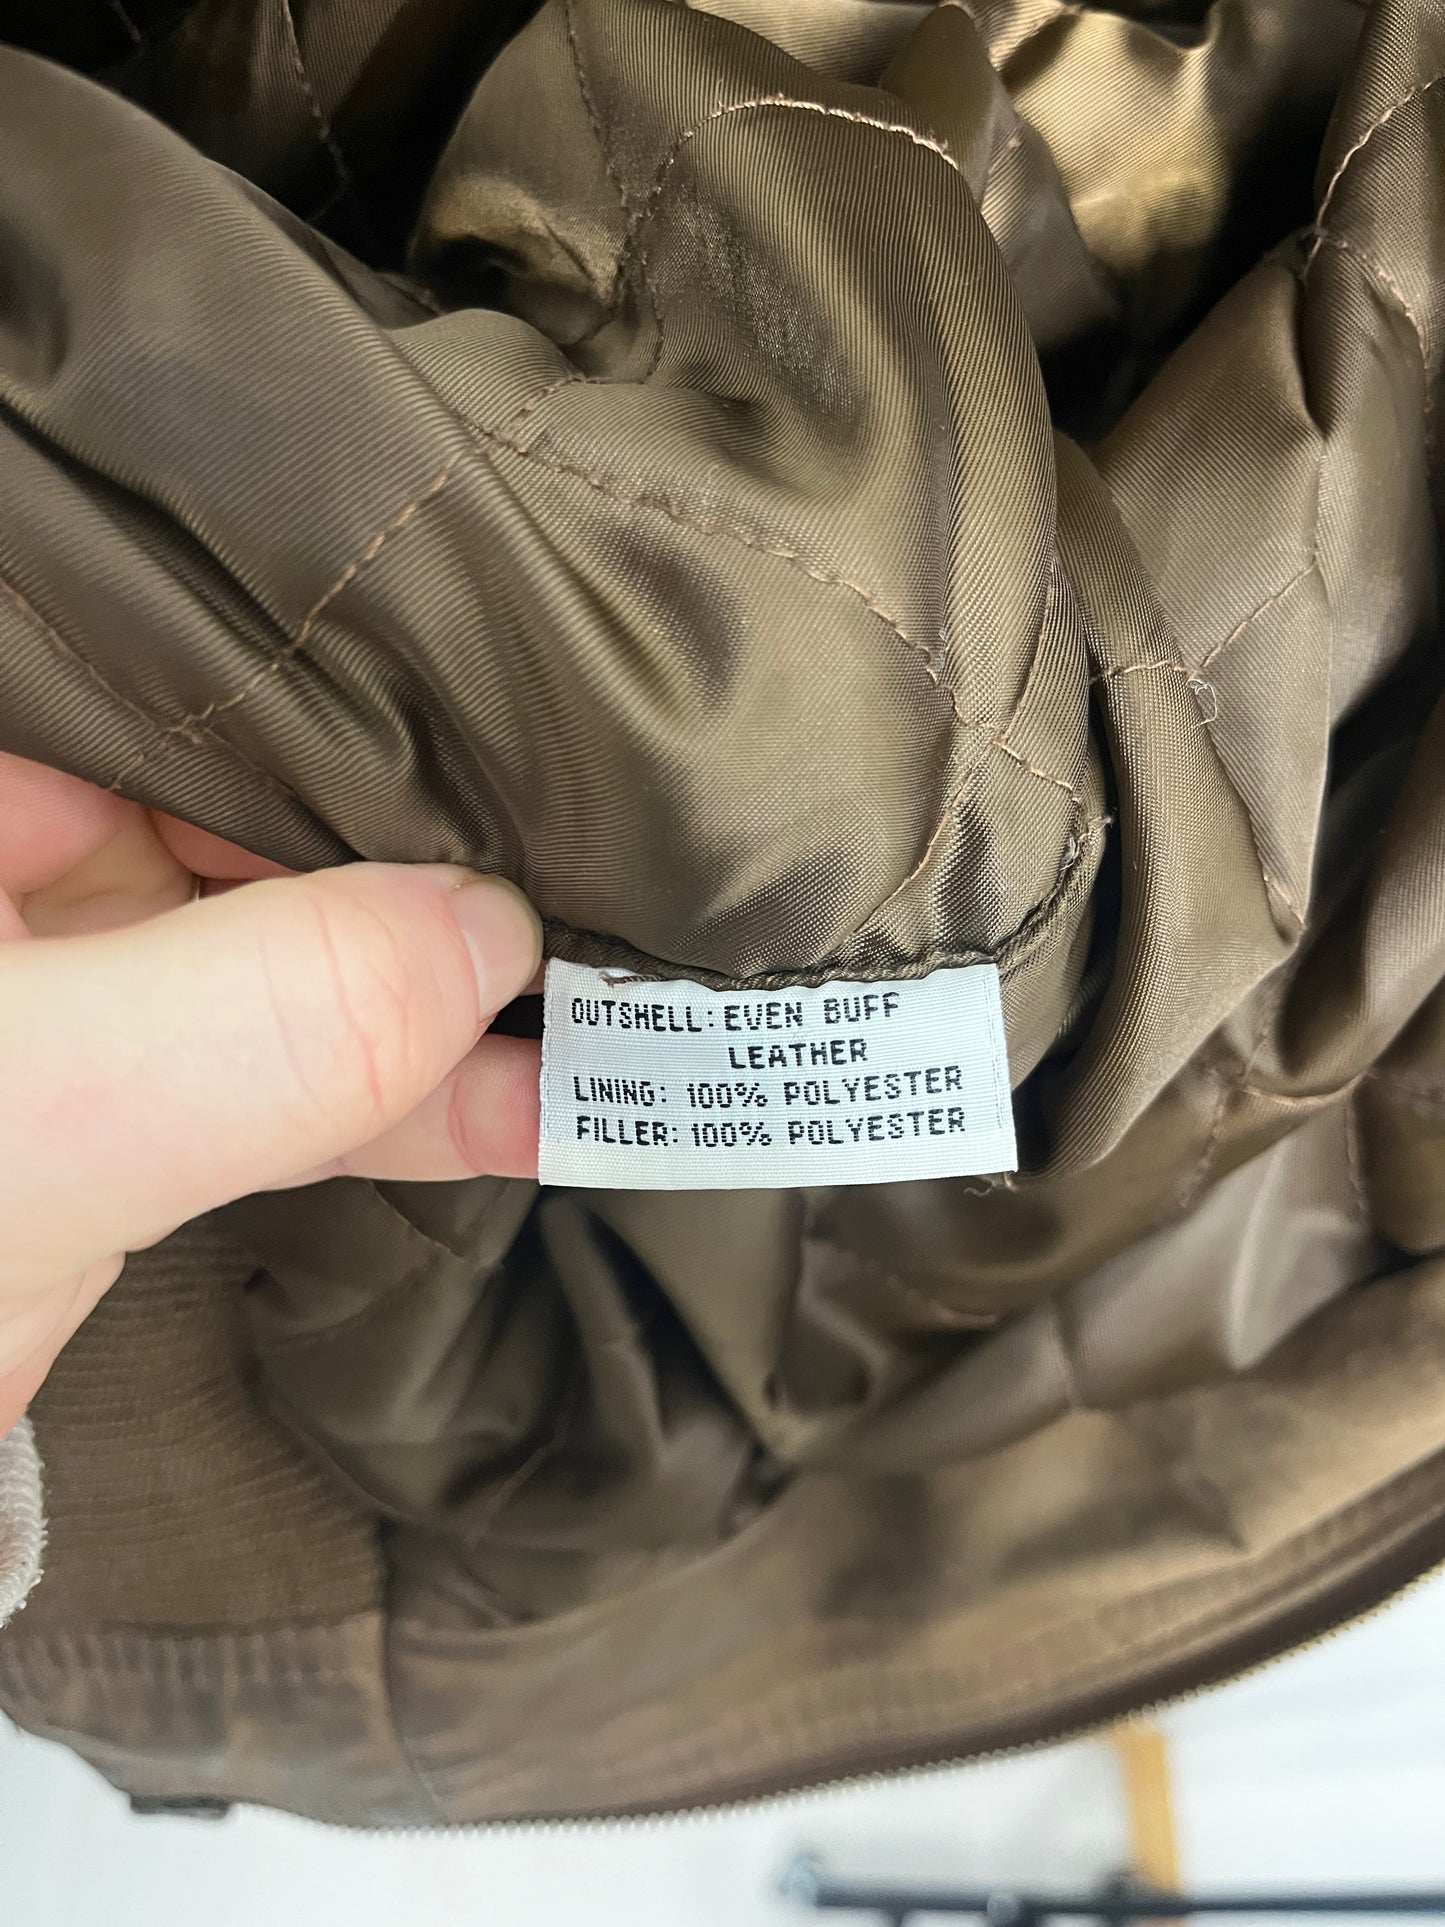 OUTSHELL: EVEN BUFF
LEATHER
LINING: 100% POLYESTER
FILLER: 100% POLYESTER